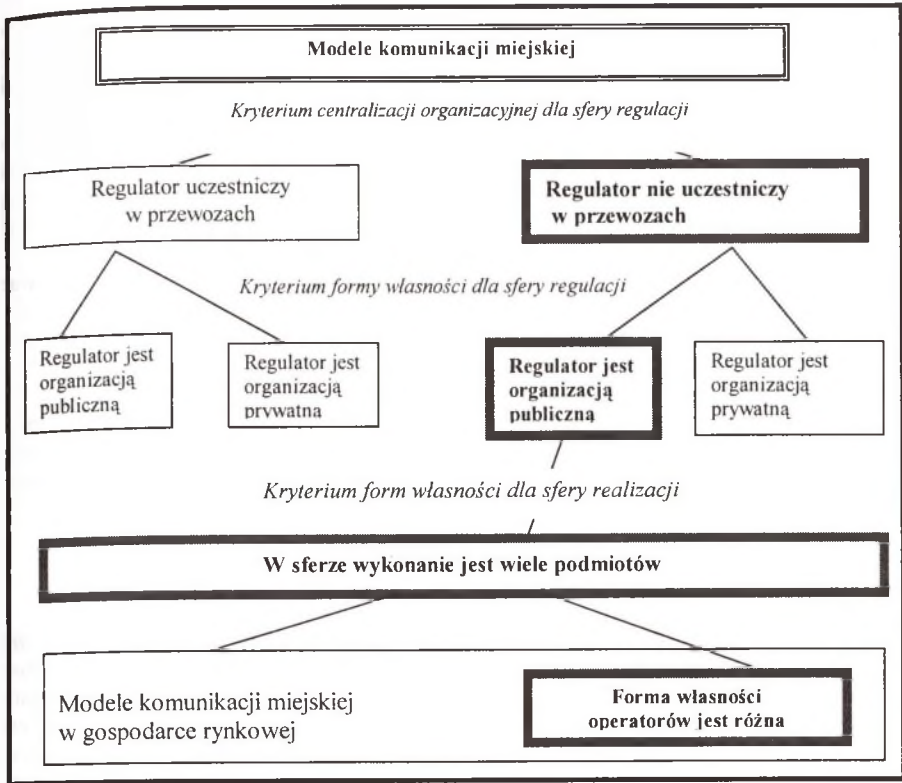 Modele komunikacji miejskiej
Kryterium centralizacji organizacyjnej dla sfery regulacji
Regulator uczestniczy
w przewozach
Regulator nie uczestniczy
w przewozach
Kryterium formy własności dla sfery regulacji
Regulator jest
organizacją
publiczną
Regulator jest
organizacją
prywatna
Regulator jest
organizacją
publiczną
Regulator jest
organizacją
prywatną
Kryterium form własności dla sfery realizacji
W sferze wykonanie jest wiele podmiotów
Modele komunikacji miejskiej
w gospodarce rynkowej
Forma własności
operatorów jest różna